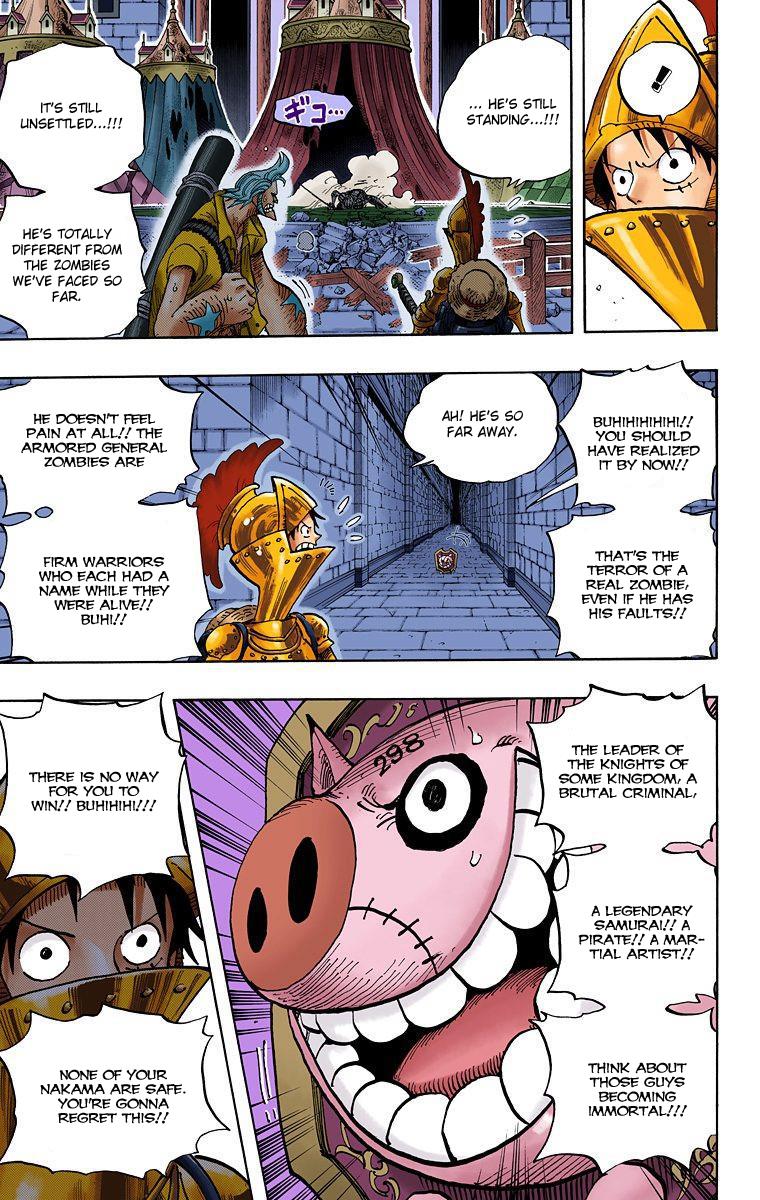 !
... HE'S STILL
STANDING...!!!
ギコ...
IT'S STILL
UNSETTLED...!!!
HE'S TOTALLY
DIFFERENT FROM
THE ZOMBIES
WE'VE FACED SO
FAR.
BUHIHIHIHIHI!!
YOU SHOULD
HAVE REALIZED
IT BY NOW!!
THAT'S THE
TERROR OF A
REAL ZOMBIE,
EVEN IF HE HAS
HIS FAULTS!!
AH! HE'S SO
FAR AWAY.
HE DOESN'T FEEL
PAIN AT ALL!! THE
ARMORED GENERAL
ZOMBIES ARE
FIRM WARRIORS
WHO EACH HAD A
NAME WHILE THEY
WERE ALIVE!!
BUHI!!
THE LEADER OF
THE KNIGHTS OF
SOME KINGDOM, A
BRUTAL CRIMINAL,
298
A LEGENDARY
SAMURAI!! A
PIRATE!! A MAR-
TIAL ARTIST!!
THINK ABOUT
THOSE GUYS
BECOMING
IMMORTAL!!!
THERE IS NO WAY
FOR YOU TO
WIN!! BUHIHIHI!!!
NONE OF YOUR
NAKAMA ARE SAFE.
YOU'RE GONNA
REGRET THIS!!